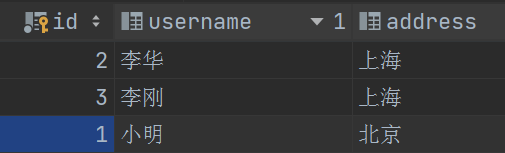 id username 1 address
2 李华 上海
3 李刚 上海
1 小明 北京